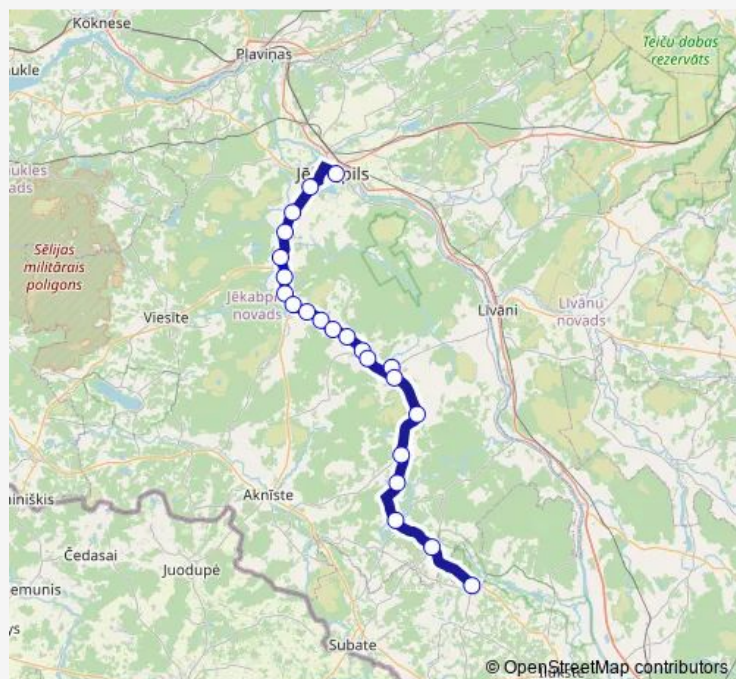 Koknese
Pļaviņas
Teiču dabas
rezervāts
Sēlijas
militārais
poligons
Viesīte
novads
Līvāni
Līvānu
novads
Aknīste
Čedasai
Juodupė
Subate
© OpenStreetMap contributors